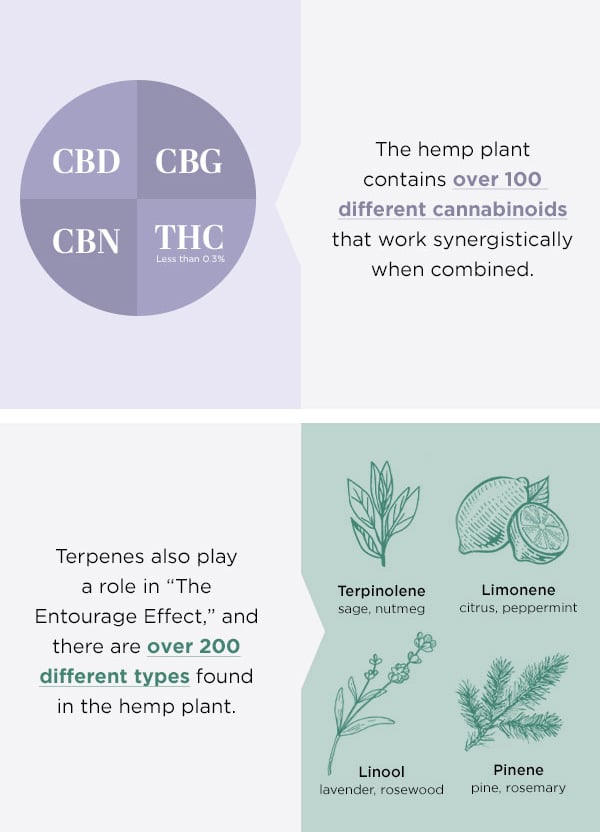 CBD
CBG
CBN
THC
Less than 0.3%
The hemp plant
contains over 100
different cannabinoids
that work synergistically
when combined.
Terpenes also play
a role in “The
Entourage Effect,” and
there are over 200
different types found
in the hemp plant.
Terpinolene
sage, nutmeg
Limonene
citrus, peppermint
Linool
lavender, rosewood
Pinene
pine, rosemary